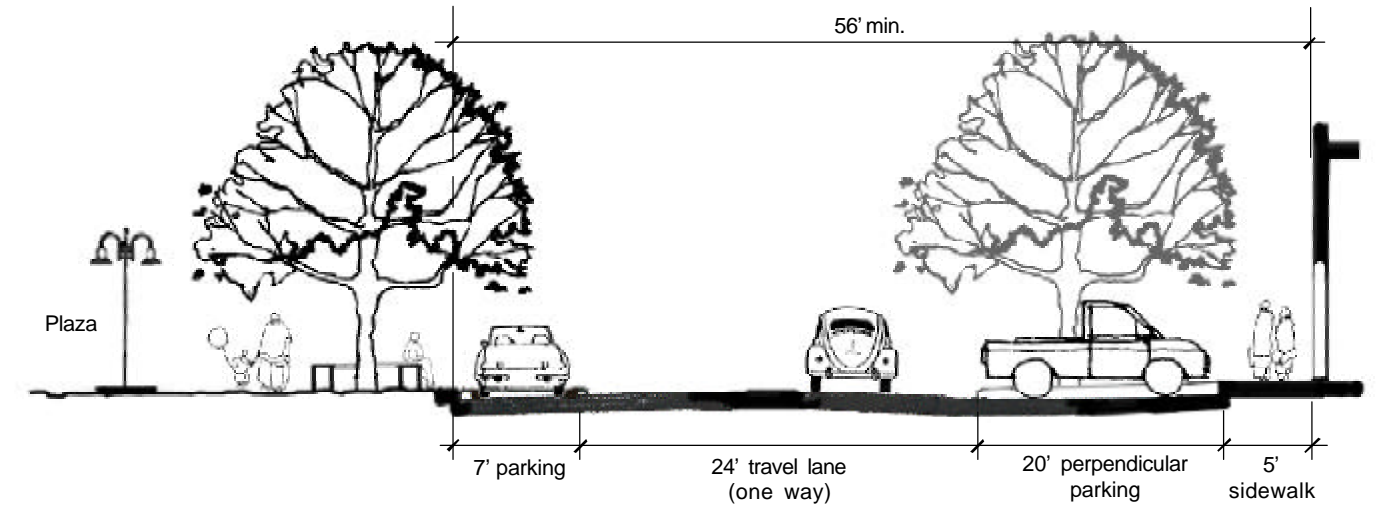 56’ min.
Plaza
7’ parking
24’ travel lane
(one way)
20’ perpendicular
parking
5’
sidewalk